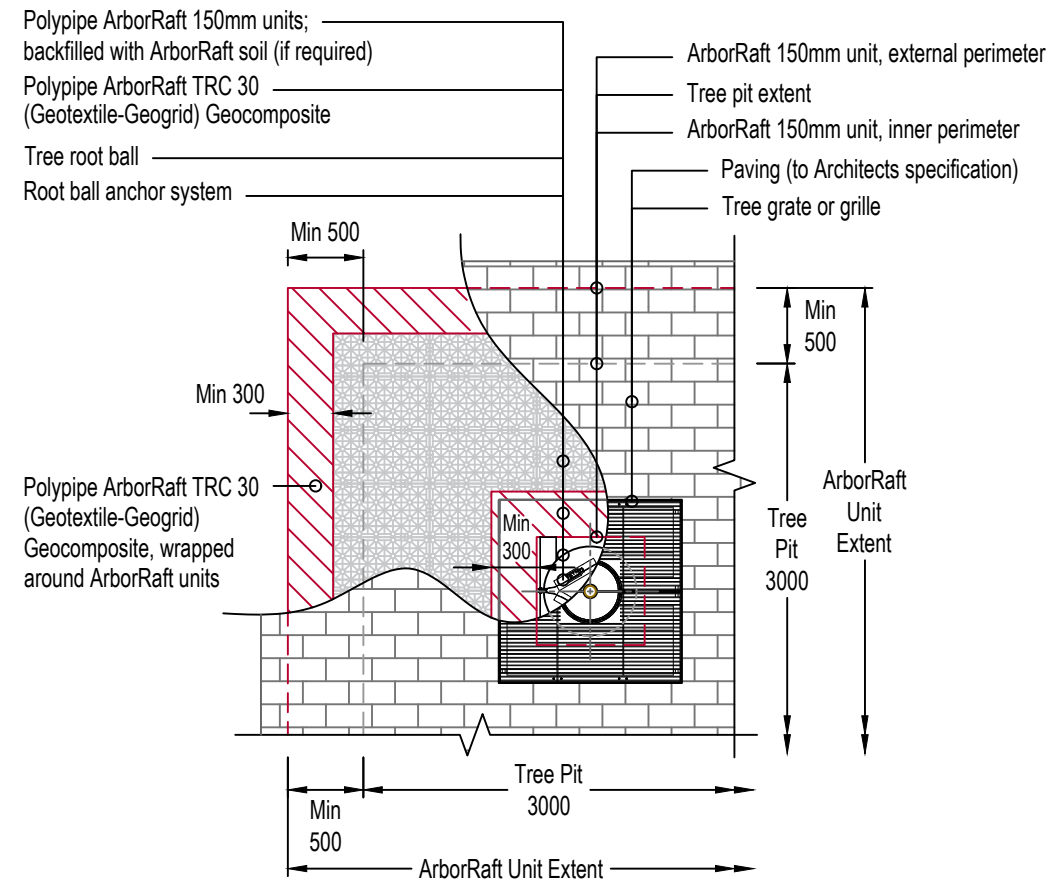 Polypipe ArborRaft 150mm units;
backfilled with ArborRaft soil (if required)
Polypipe ArborRaft TRC 30
(Geotextile-Geogrid) Geocomposite
Tree root ball
Root ball anchor system
ArborRaft 150mm unit, external perimeter
Tree pit extent
ArborRaft 150mm unit, inner perimeter
Paving (to Architects specification)
Tree grate or grille
Min 500
Min
500
Min 300
Polypipe ArborRaft TRC 30
(Geotextile-Geogrid)
Geocomposite, wrapped
around ArborRaft units
Min
300
Tree
Pit
3000
ArborRaft
Unit
Extent
Tree Pit
3000
Min
500
ArborRaft Unit Extent